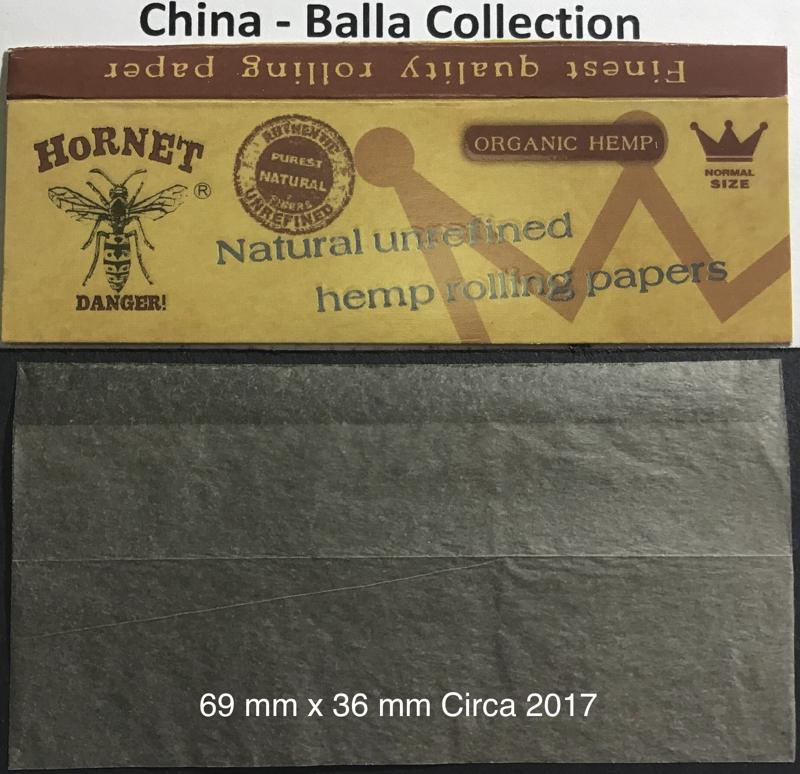 China - Balla Collection
Finest quality rolling paper
HORNET
®
DANGER!
AUTHENTIC
PUREST
NATURAL
FIBERS
UNREFINED
ORGANIC HEMP
NORMAL
SIZE
Natural unrefined
hemp rolling papers
69 mm x 36 mm Circa 2017